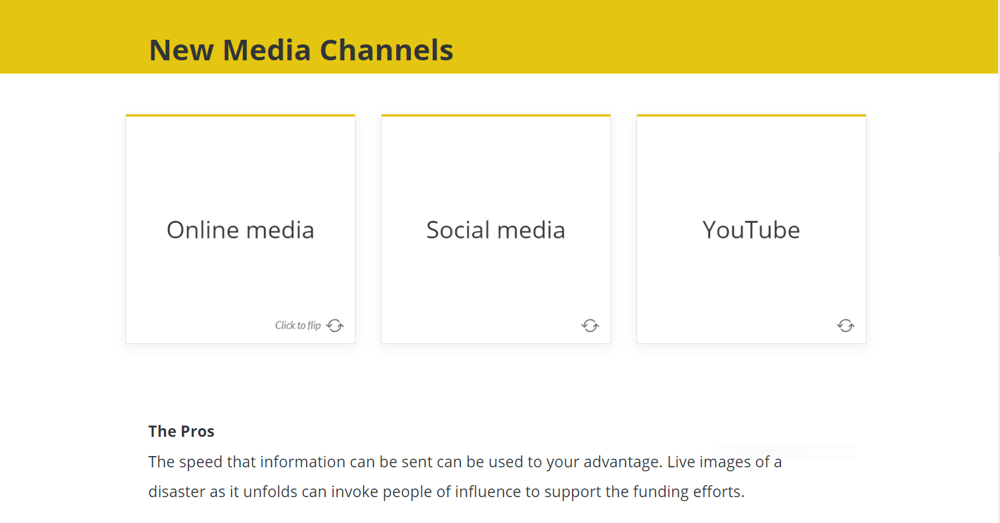 New Media Channels
Online media
Social media
YouTube
Click to flip
The Pros
The speed that information can be sent can be used to your advantage. Live images of a
disaster as it unfolds can invoke people of influence to support the funding efforts.